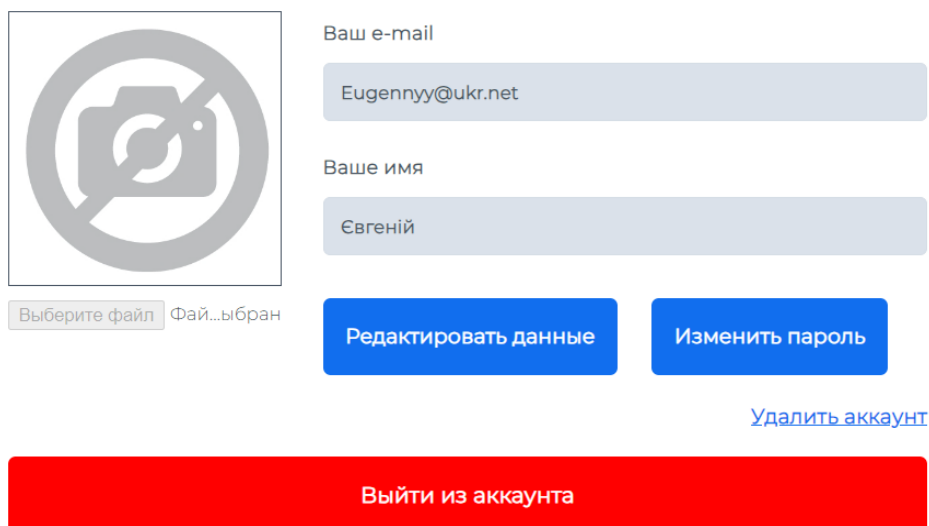 Ваш e-mail
Eugennyy@ukr.net
Ваше имя
Євгеній
Выберите файл Фай...ыбран
Редактировать данные Изменить пароль
Удалить аккаунт
Выйти из аккаунта